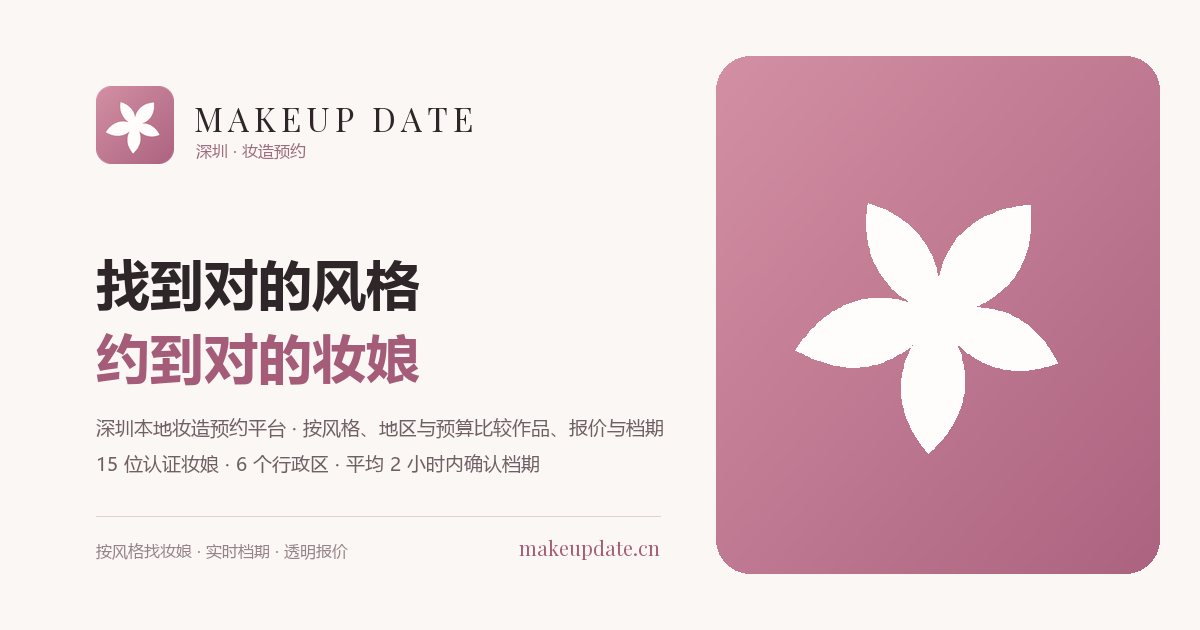 MAKEUP DATE
深圳 · 妆造预约
找到对的风格
约到对的妆娘
深圳本地妆造预约平台 · 按风格、地区与预算比较作品、报价与档期
15 位认证妆娘 · 6 个行政区 · 平均 2 小时内确认档期
按风格找妆娘 · 实时档期 · 透明报价
makeupdate.cn